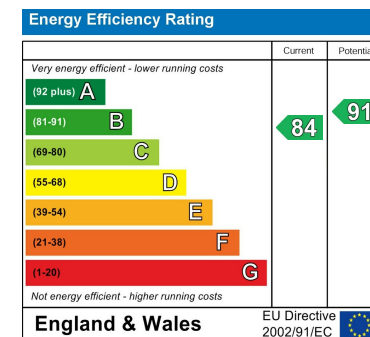 Energy Efficiency Rating
Current
Potentia
Very energy efficient - lower running costs
(92 plus) A
(81-91) B
(69-80) C
(55-68) D
(39-54) E
(21-38) F
(1-20) G
84
91
Not energy efficient - higher running costs
England & Wales
EU Directive
2002/91/EC